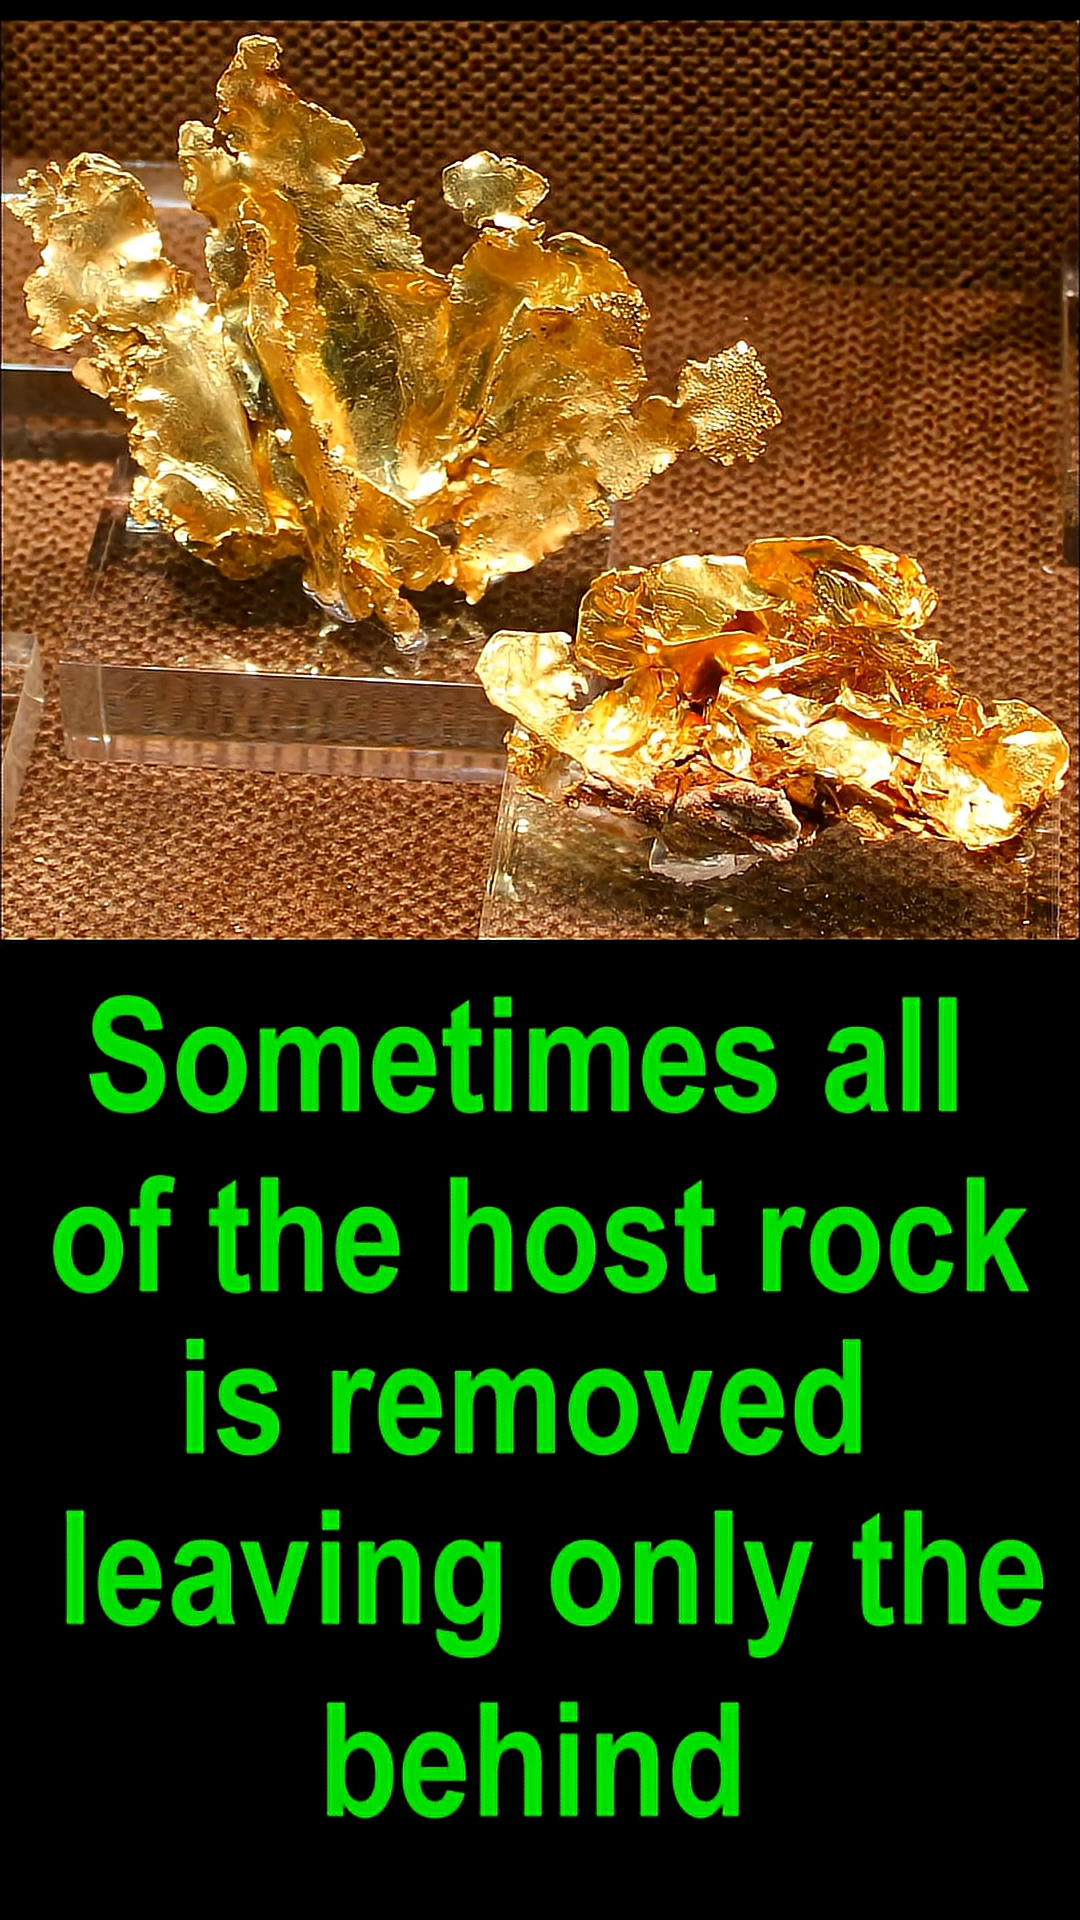 Sometimes all
of the host rock
is removed
leaving only the
behind